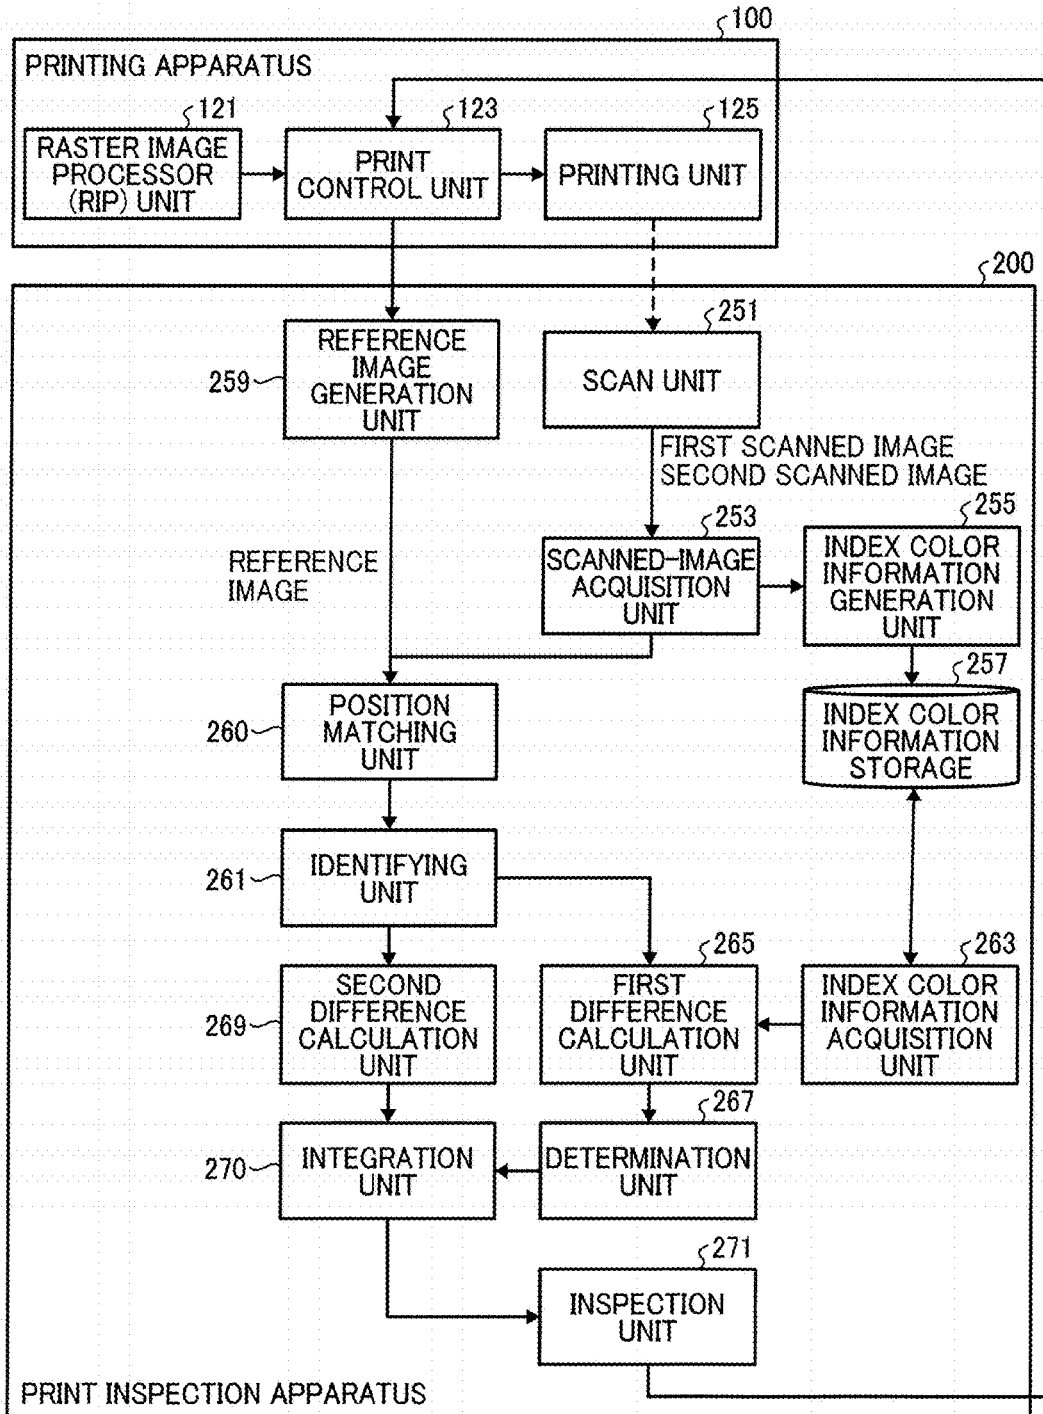 100
PRINTING APPARATUS
121
123
125
RASTER IMAGE
PROCESSOR
(RIP) UNIT
PRINT
CONTROL UNIT
PRINTING UNIT
200
259
REFERENCE
IMAGE
GENERATION
UNIT
251
SCAN UNIT
FIRST SCANNED IMAGE
SECOND SCANNED IMAGE
REFERENCE
IMAGE
253
SCANNED-IMAGE
ACQUISITION
UNIT
255
INDEX COLOR
INFORMATION
GENERATION
UNIT
257
INDEX COLOR
INFORMATION
STORAGE
260
POSITION
MATCHING
UNIT
261
IDENTIFYING
UNIT
269
SECOND
DIFFERENCE
CALCULATION
UNIT
265
FIRST
DIFFERENCE
CALCULATION
UNIT
263
INDEX COLOR
INFORMATION
ACQUISITION
UNIT
270
INTEGRATION
UNIT
267
DETERMINATION
UNIT
271
INSPECTION
UNIT
PRINT INSPECTION APPARATUS